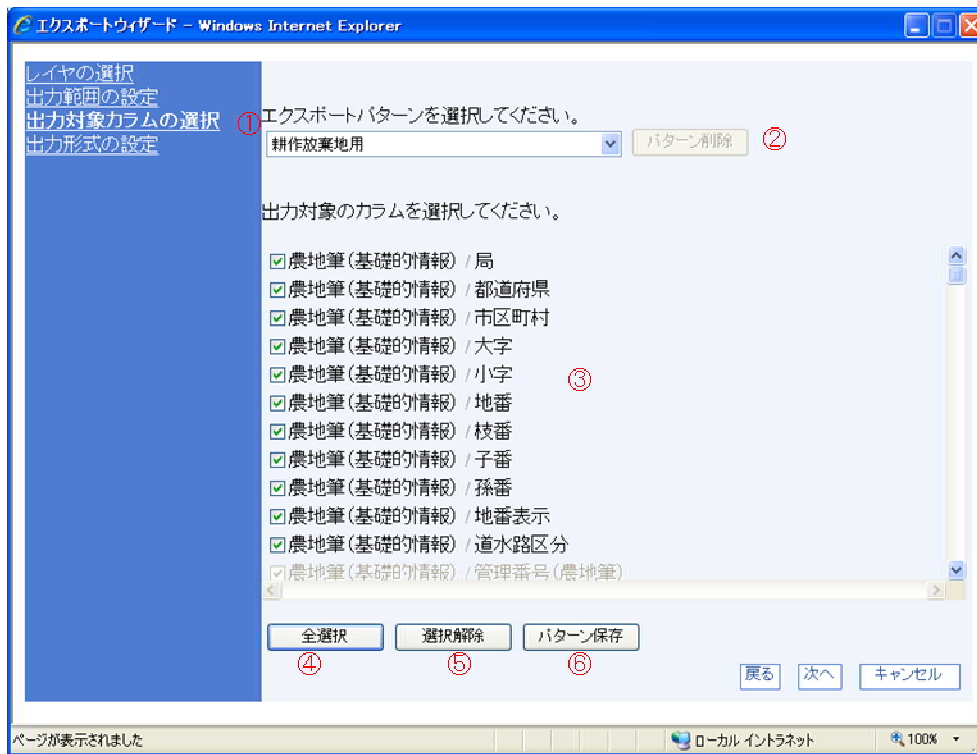 エクスポートウィザード - Windows Internet Explorer
レイヤの選択
出力範囲の設定
出力対象カラムの選択
出力形式の設定
① エクスポートパターンを選択してください。
耕作放棄地用
パターン削除 ②
出力対象のカラムを選択してください。
農地筆(基礎的情報) / 局
農地筆(基礎的情報) / 都道府県
農地筆(基礎的情報) / 市区町村
農地筆(基礎的情報) / 大字
農地筆(基礎的情報) / 小字
③
農地筆(基礎的情報) / 地番
農地筆(基礎的情報) / 枝番
農地筆(基礎的情報) / 子番
農地筆(基礎的情報) / 孫番
農地筆(基礎的情報) / 地番表示
農地筆(基礎的情報) / 道水路区分
農地筆(基礎的情報) / 管理番号(農地筆)
全選択 選択解除 パターン保存
④ ⑤ ⑥
戻る 次へ キャンセル
ページが表示されました ローカル イントラネット 100%